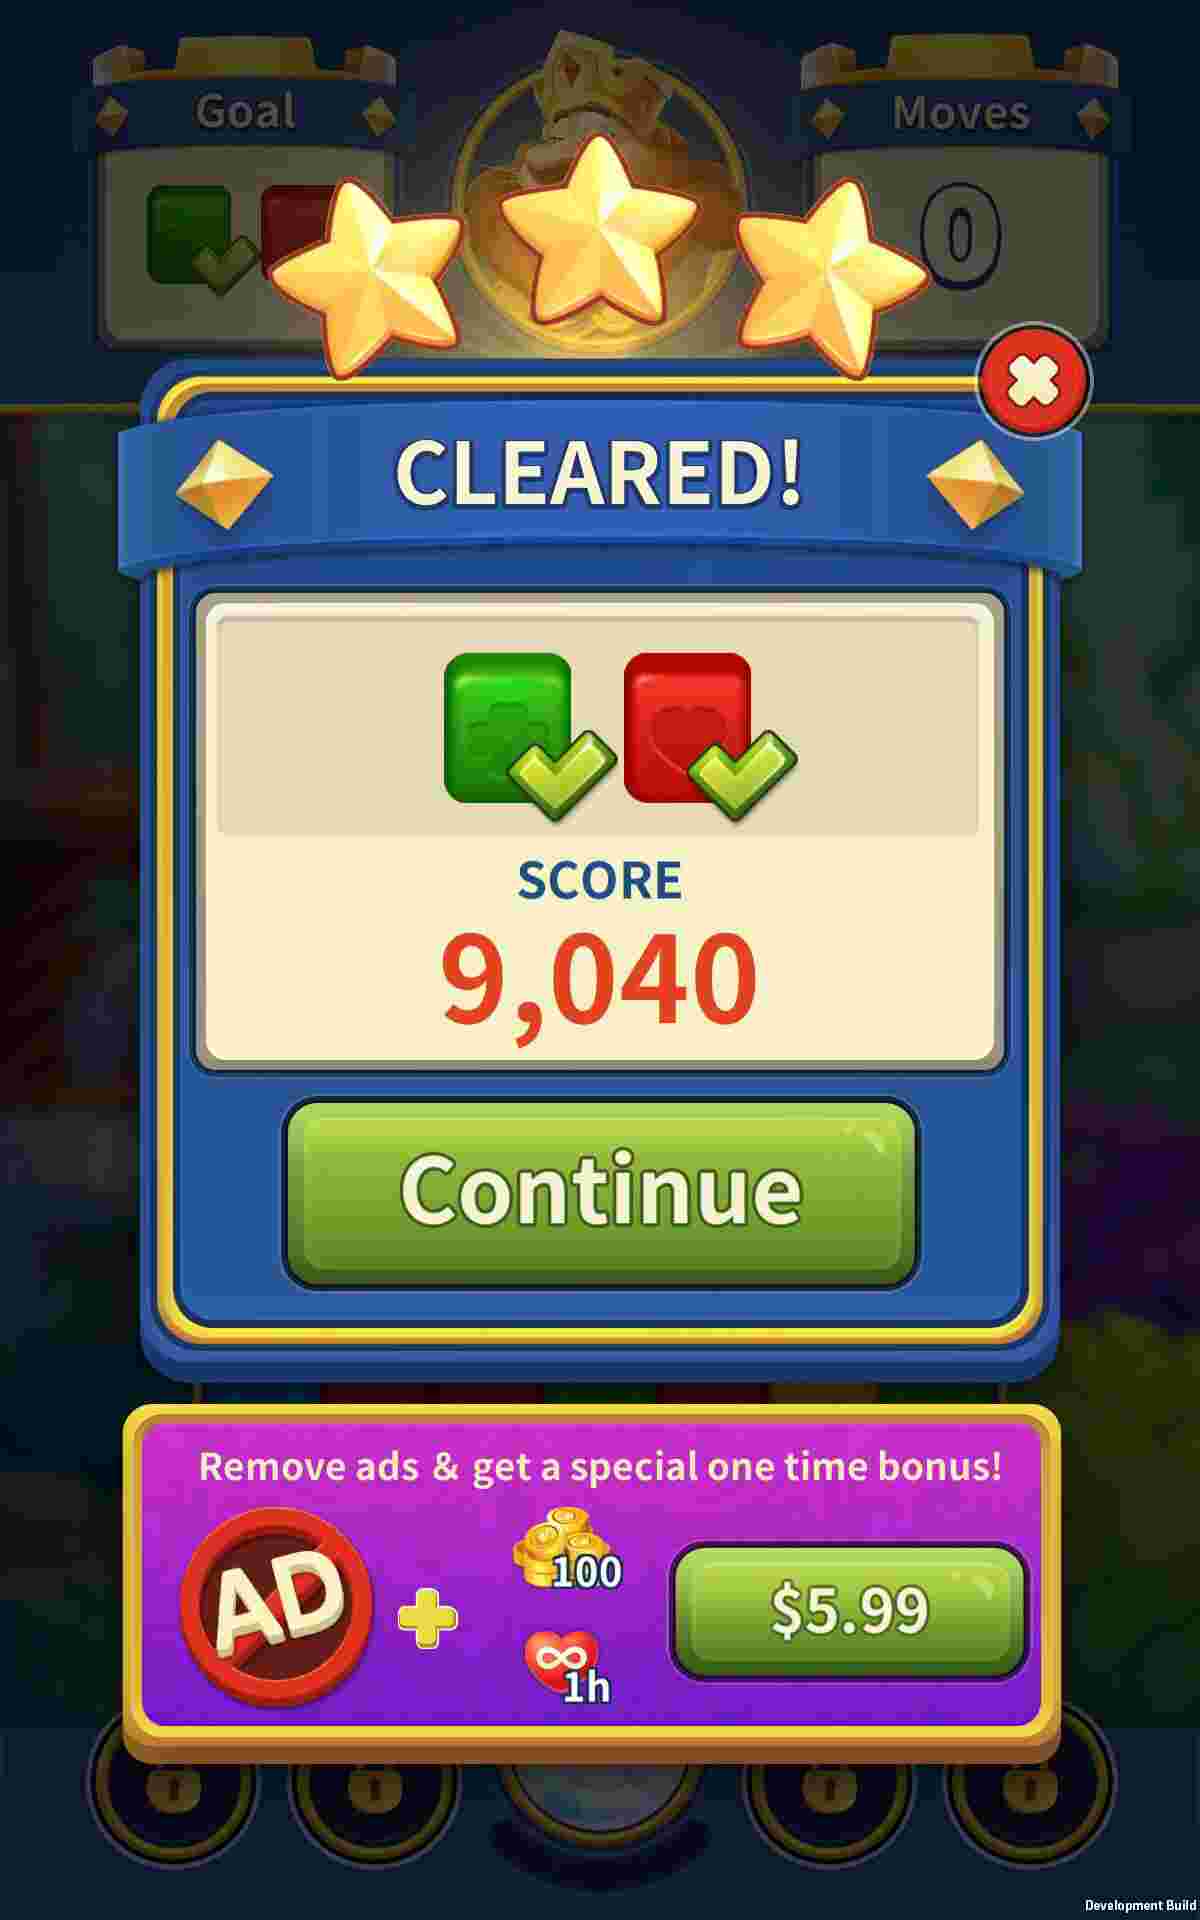 Goal
Moves
0
CLEARED!
SCORE
9,040
Continue
Remove ads & get a special one time bonus!
AD
100
1h
$5.99
Development Build